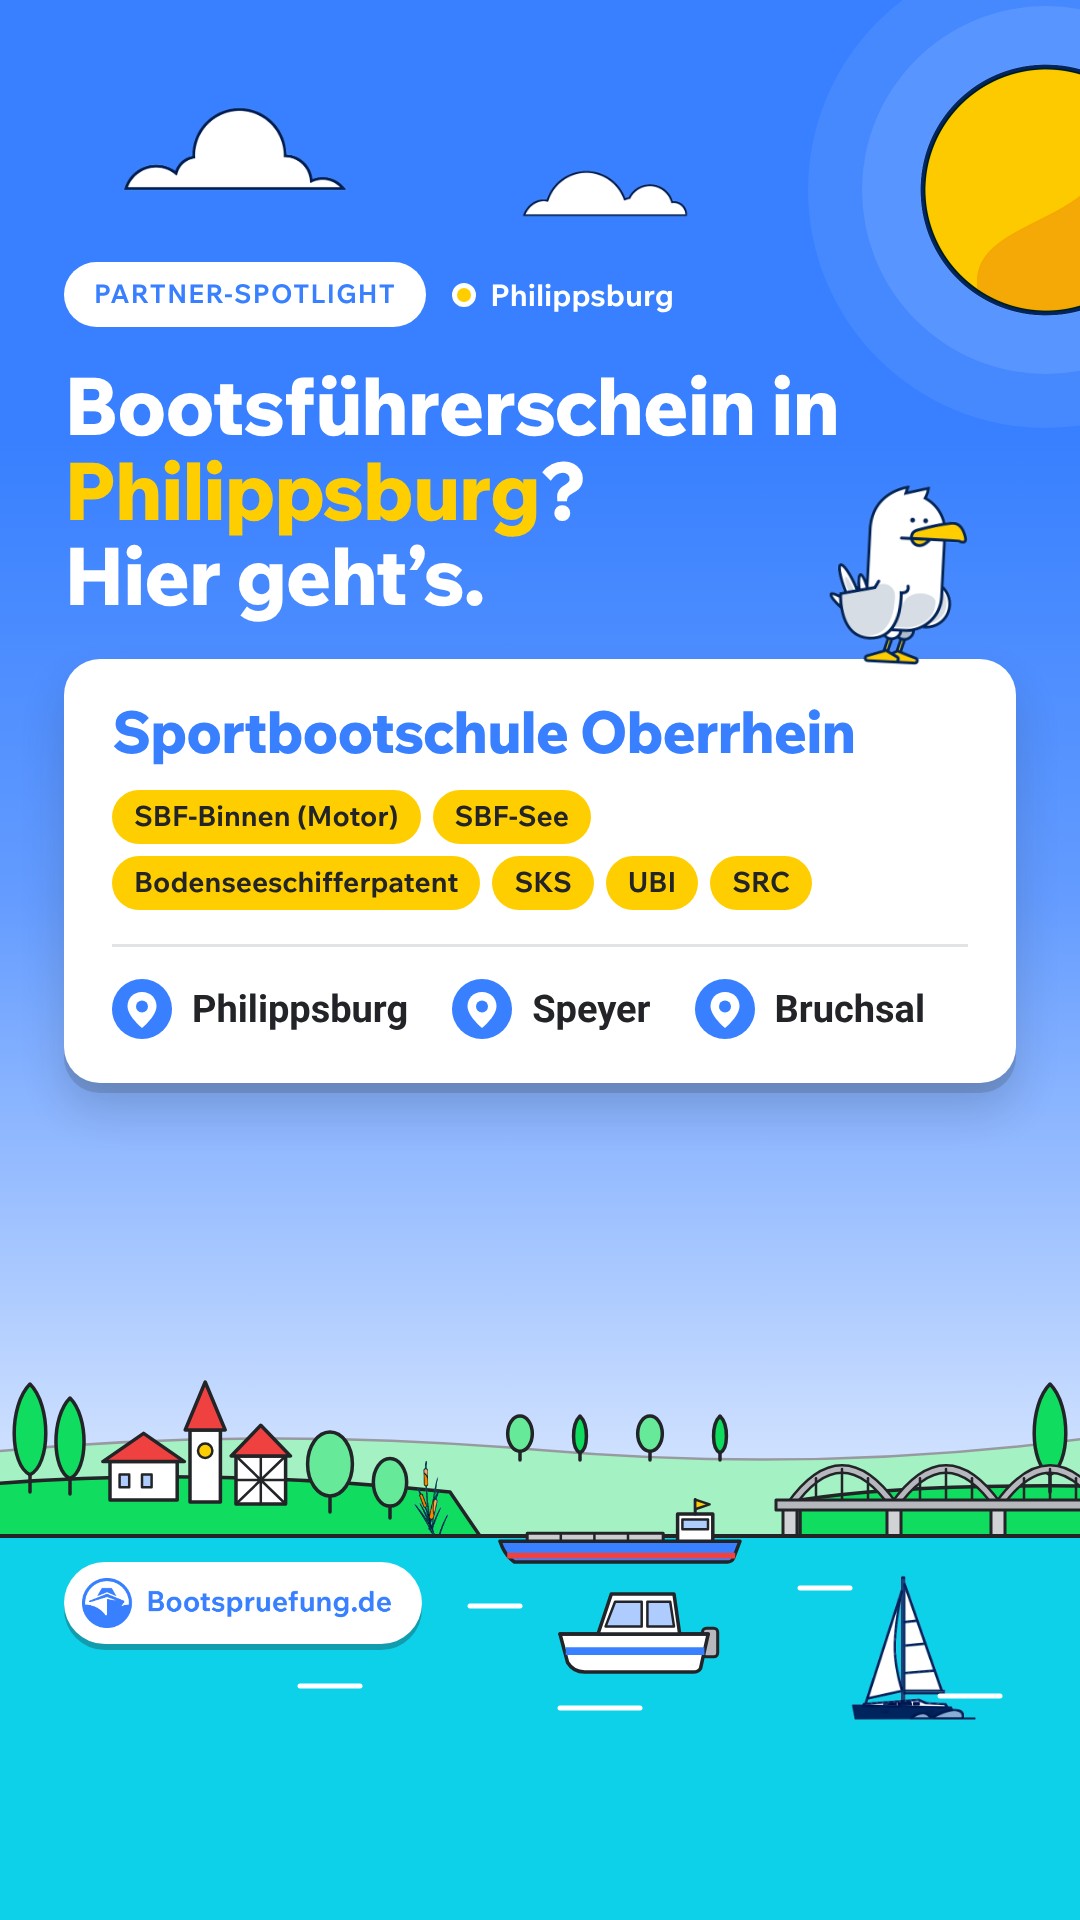 PARTNER-SPOTLIGHT
Philippsburg
Bootsführerschein in
Philippsburg?
Hier geht’s.
Sportbootschule Oberrhein
SBF-Binnen (Motor) SBF-See
Bodenseeschifferpatent SKS UBI SRC
Philippsburg Speyer Bruchsal
Bootspruefung.de